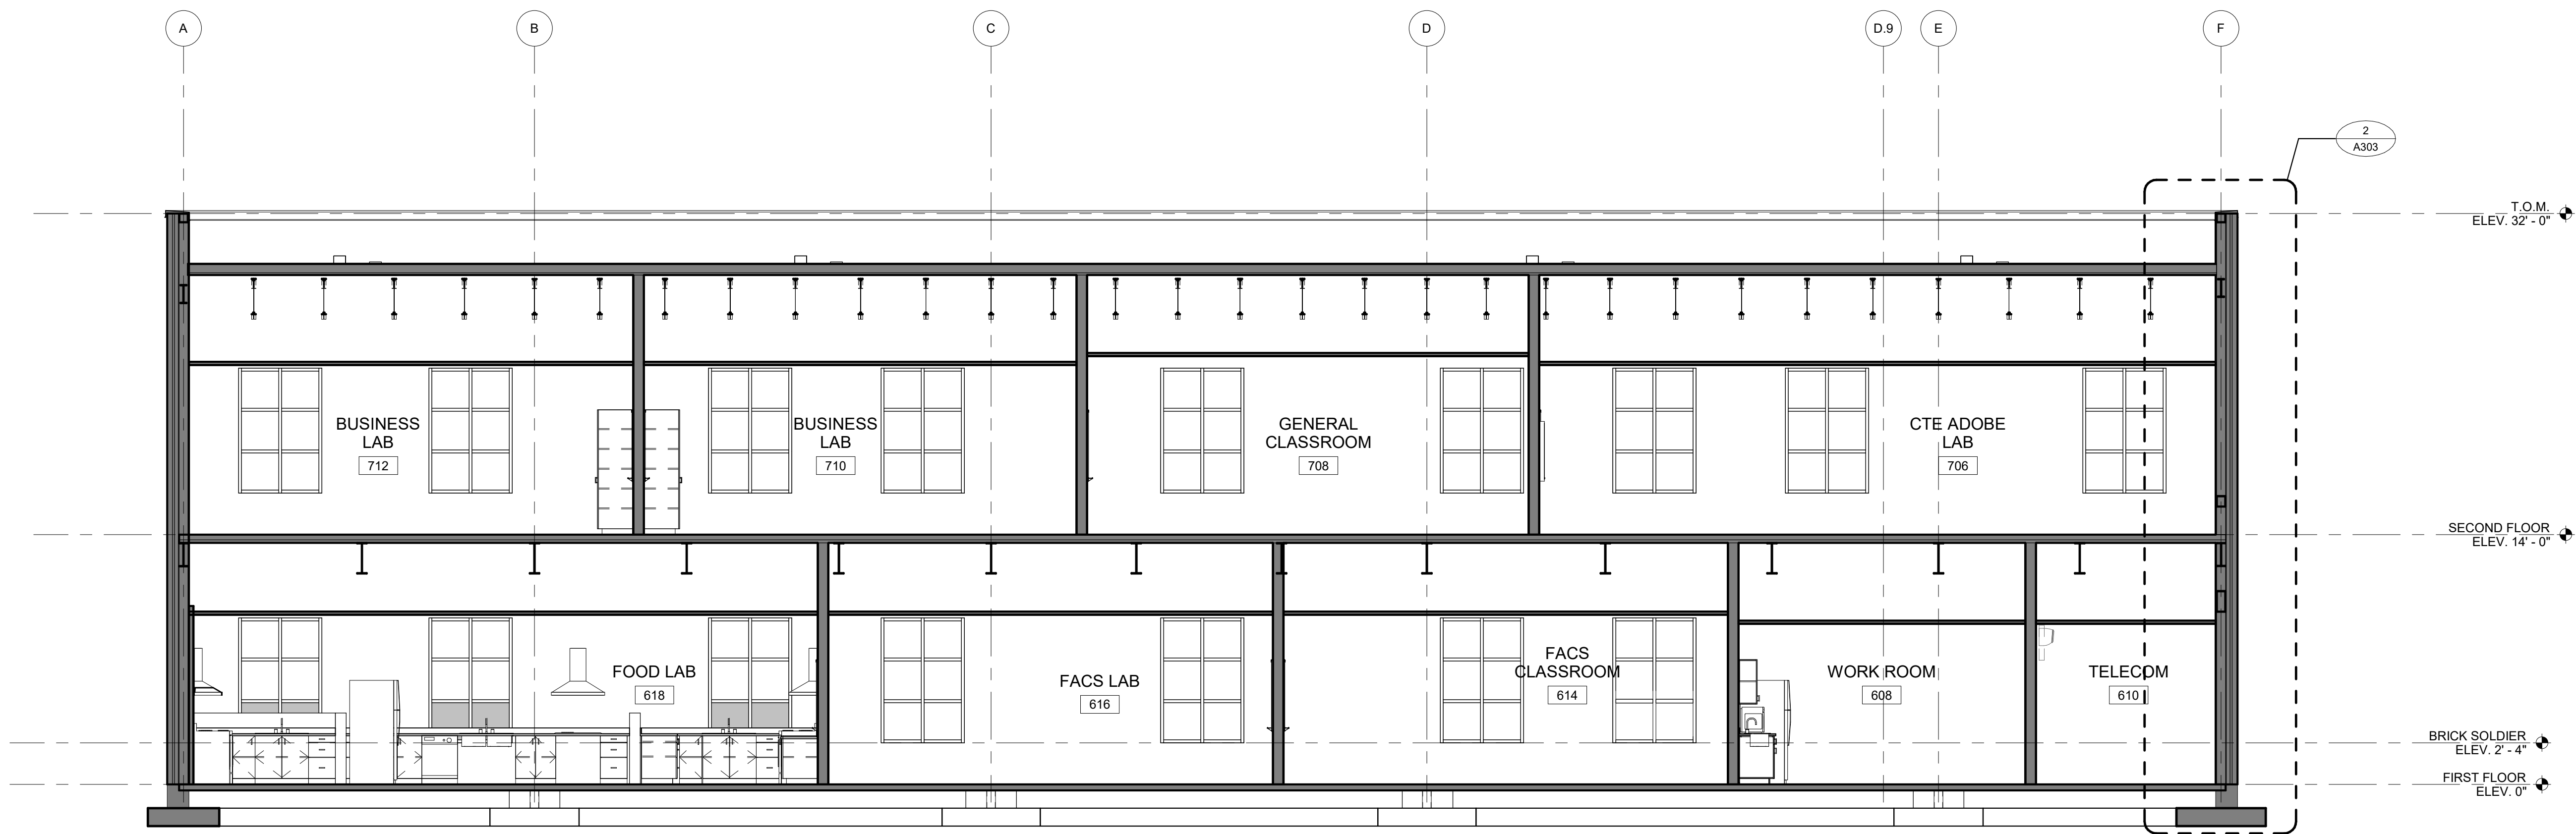 A
B
C
D
D.9
E
F
2
A303
T.O.M.
ELEV. 32' - 0"
BUSINESS
LAB
712
BUSINESS
LAB
710
GENERAL
CLASSROOM
708
CTE ADOBE
LAB
706
SECOND FLOOR
ELEV. 14' - 0"
FOOD LAB
618
FACS LAB
616
FACS
CLASSROOM
614
WORK ROOM
608
TELECOM
610
BRICK SOLDIER
ELEV. 2' - 4"
FIRST FLOOR
ELEV. 0"